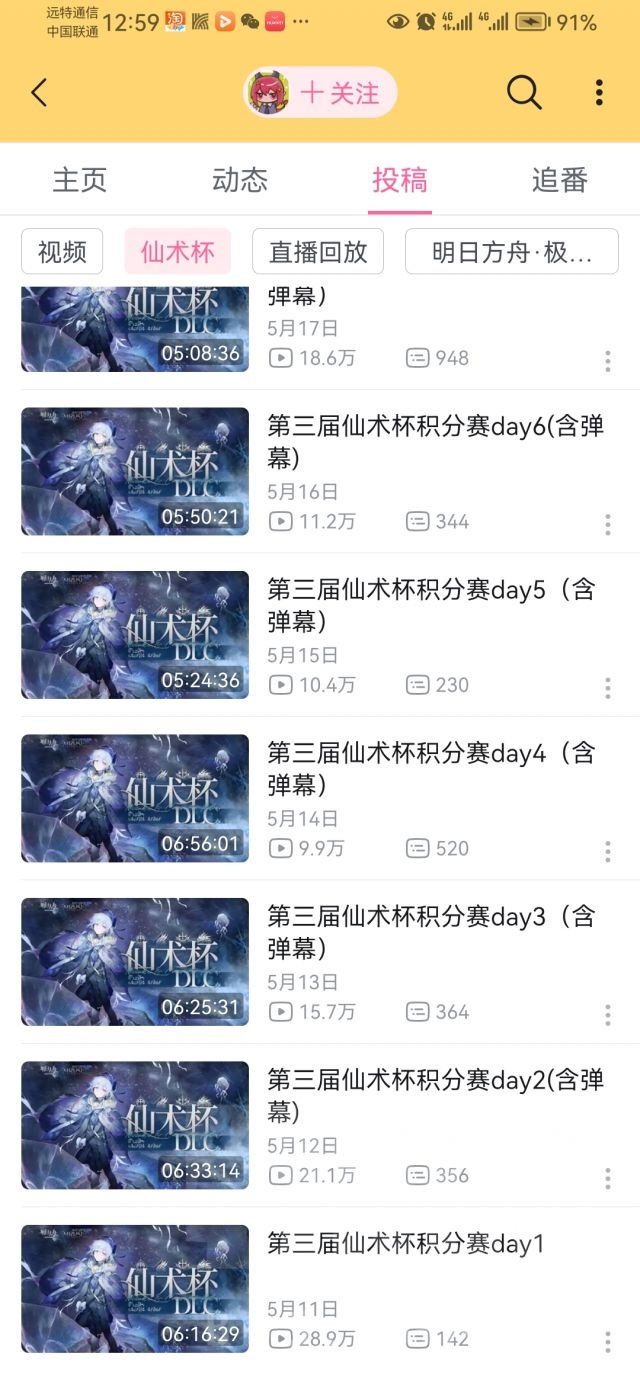 远特通信
中国联通
12:59
淘
4G
4G
91%
十关注
主页
动态
投稿
追番
视频
仙术杯
直播回放
明日方舟·极...
仙术杯
DLC
05:08:36
弹幕）
5月17日
18.6万
948
仙术杯
DLC
05:50:21
第三届仙术杯积分赛day6(含弹
幕)
5月16日
11.2万
344
仙术杯
DLC
05:24:36
第三届仙术杯积分赛day5（含
弹幕）
5月15日
10.4万
230
仙术杯
DLC
06:56:01
第三届仙术杯积分赛day4（含
弹幕）
5月14日
9.9万
520
仙术杯
DLC
06:25:31
第三届仙术杯积分赛day3（含
弹幕）
5月13日
15.7万
364
仙术杯
DLC
06:33:14
第三届仙术杯积分赛day2(含弹
幕)
5月12日
21.1万
356
仙术杯
DLC
06:16:29
第三届仙术杯积分赛day1
5月11日
28.9万
142